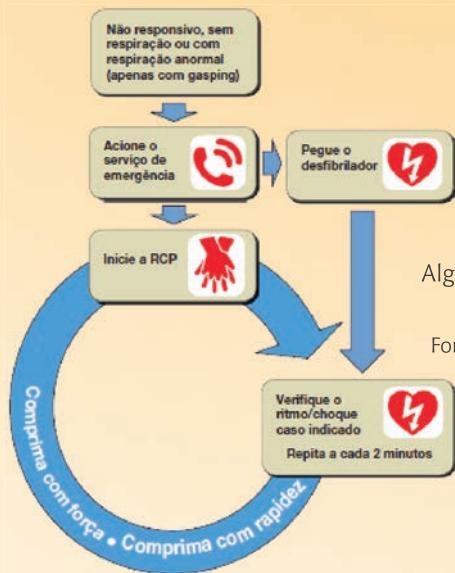 Não responsivo, sem
respiração ou com
respiração anormal
(apenas com gasping)
Acione o
serviço de
emergência
Pegue o
desfibrilador
Inicie a RCP
Alg
For
Verifique o
ritmo/choque
caso indicado
Repita a cada 2 minutos
Comprima com força • Comprima com rapidez